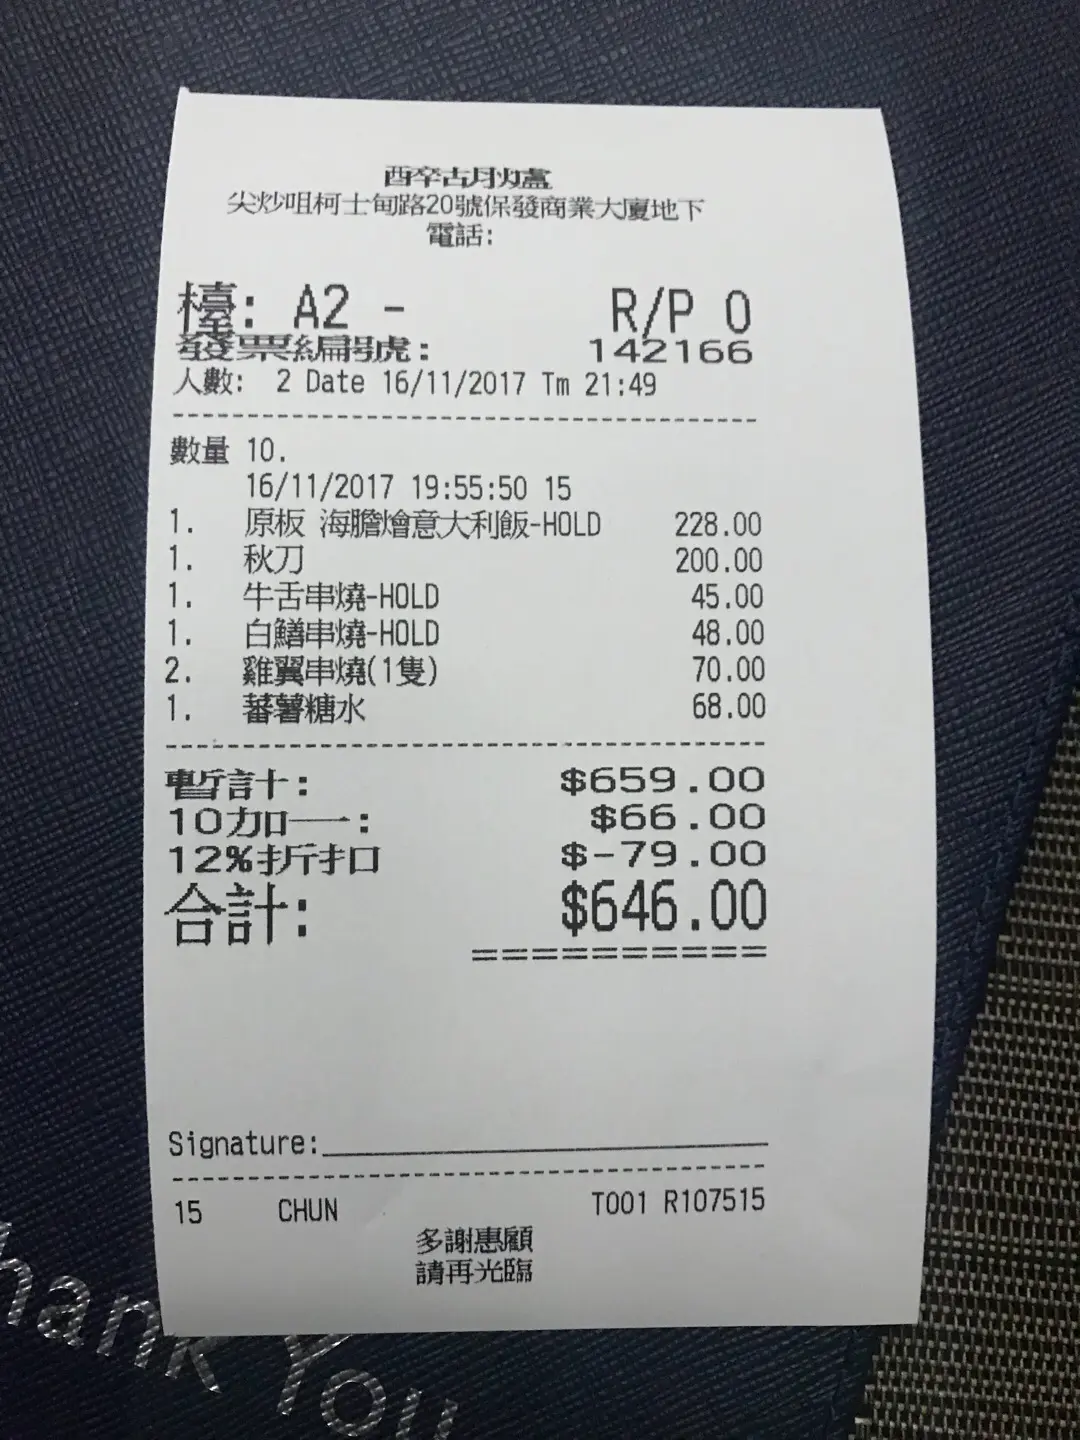 酔卒古月爐
尖炒咀柯士甸路20號保發商業大廈地下
電話:
檯: A2 - R/P 0
發票編號: 142166
人數: 2 Date 16/11/2017 Tm 21:49
數量 10.
16/11/2017 19:55:50 15
1. 原板 海膽燴意大利飯-HOLD 228.00
1. 秋刀 200.00
1. 牛舌串燒-HOLD 45.00
1. 白鱔串燒-HOLD 48.00
2. 雞翼串燒(1隻) 70.00
1. 蕃薯糖水 68.00
暫計: $659.00
10加一: $66.00
12%折扣 $-79.00
合計: $646.00
==========
Signature:
15 CHUN T001 R107515
多謝惠顧
請再光臨
hank You